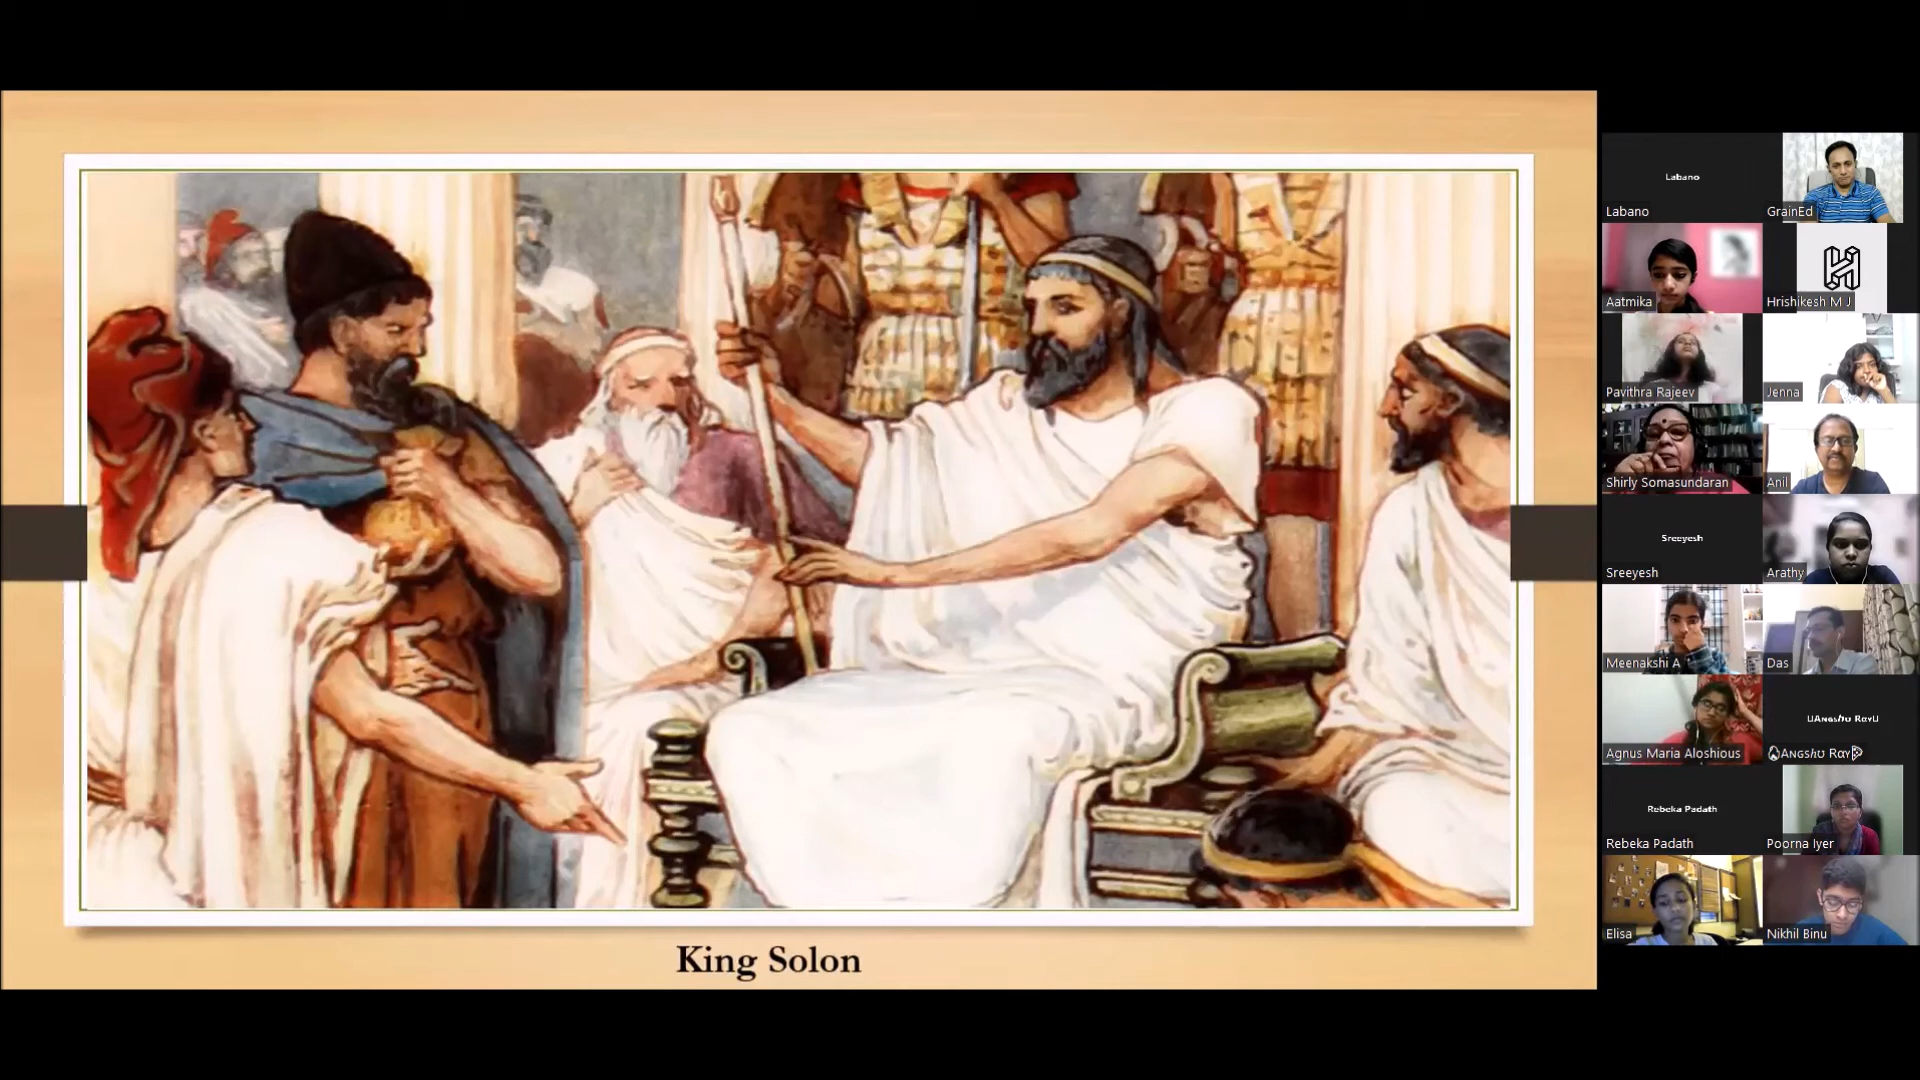 King Solon
Labano
Labano
GrainEd
Aatmika
Hrishikesh M J
Pavithra Rajeev
Jenna
Shirly Somasundaran
Anil
Sreeyesh
Sreeyesh
Arathy
Meenakshi A
Das
Agnus Maria Aloshious
Rebeka Padath
Rebeka Padath
Poorna Iyer
Elisa
Nikhil Binu